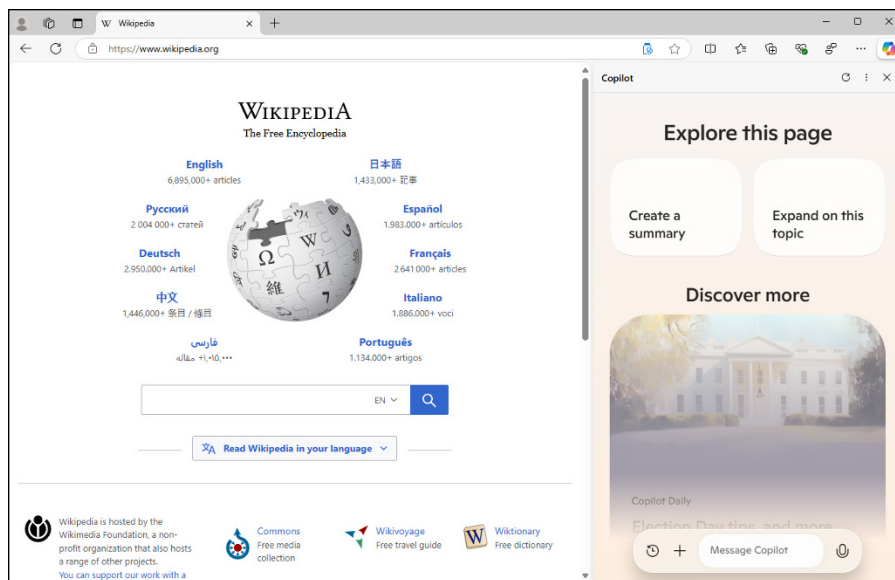 W Wikipedia
https://www.wikipedia.org
Copilot
WIKIPEDIA
The Free Encyclopedia
English
6,895,000+ articles
日本語
1,433,000+ 記事
Русский
2 004 000+ статей
Español
1.983.000+ artículos
Deutsch
2.950.000+ Artikel
Français
2 641 000+ articles
中文
1,446,000+ 条目 / 條目
Italiano
1.886.000+ voci
فارسی
Português
1.134.000+ artigos
EN
Read Wikipedia in your language
Wikipedia is hosted by the
Wikimedia Foundation, a non-
profit organization that also hosts
a range of other projects.
You can support our work with a
Commons
Free media
collection
Wikivoyage
Free travel guide
Wiktionary
Free dictionary
Explore this page
Create a
summary
Expand on this
topic
Discover more
Copilot Daily
Election Day tips, and more
Message Copilot